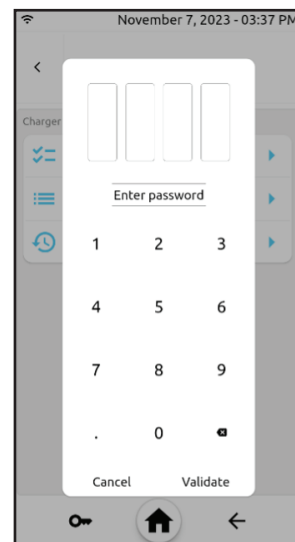 November 7, 2023 - 03:37 PM
Charger
Enter password
1 2 3
4 5 6
7 8 9
. 0
Cancel Validate